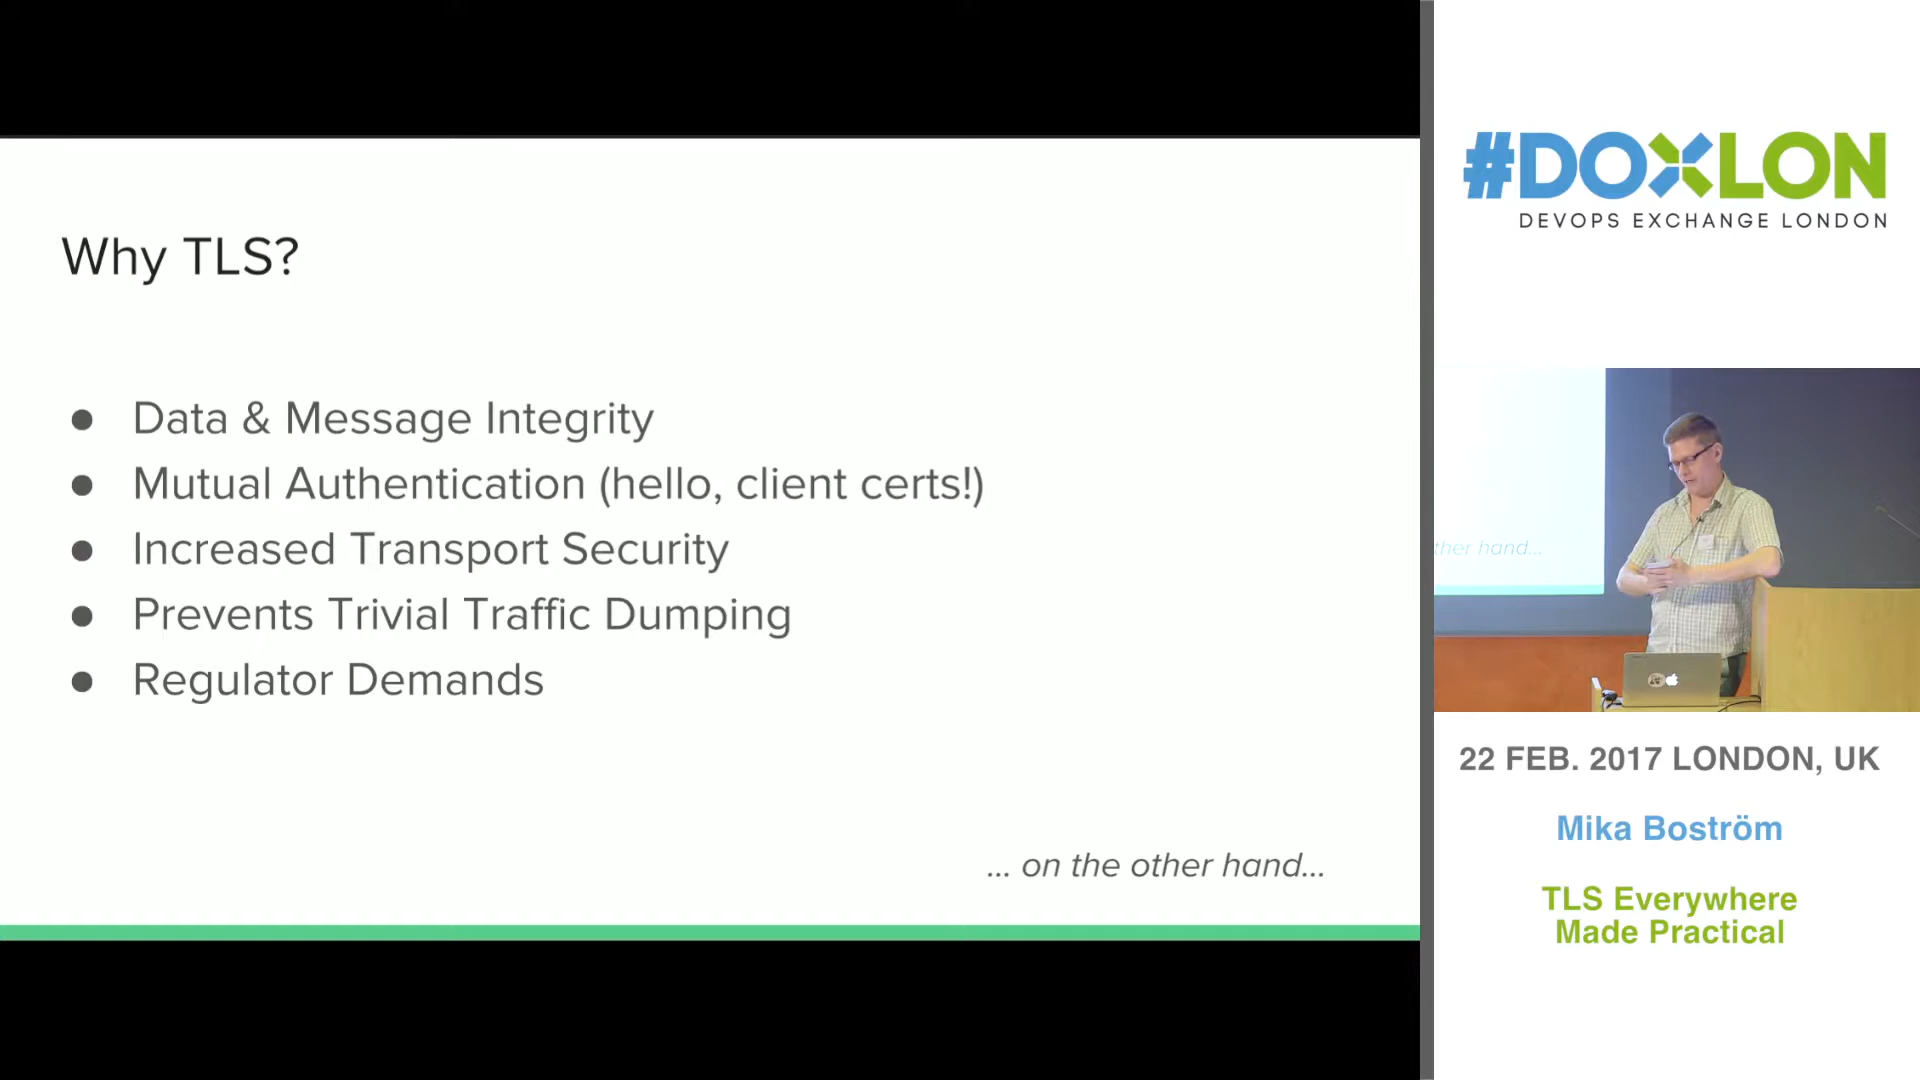 Why TLS?
● Data & Message Integrity
● Mutual Authentication (hello, client certs!)
● Increased Transport Security
● Prevents Trivial Traffic Dumping
● Regulator Demands
... on the other hand...
#DOXLON
DEVOPS EXCHANGE LONDON
ther hand...
22 FEB. 2017 LONDON, UK
Mika Boström
TLS Everywhere
Made Practical